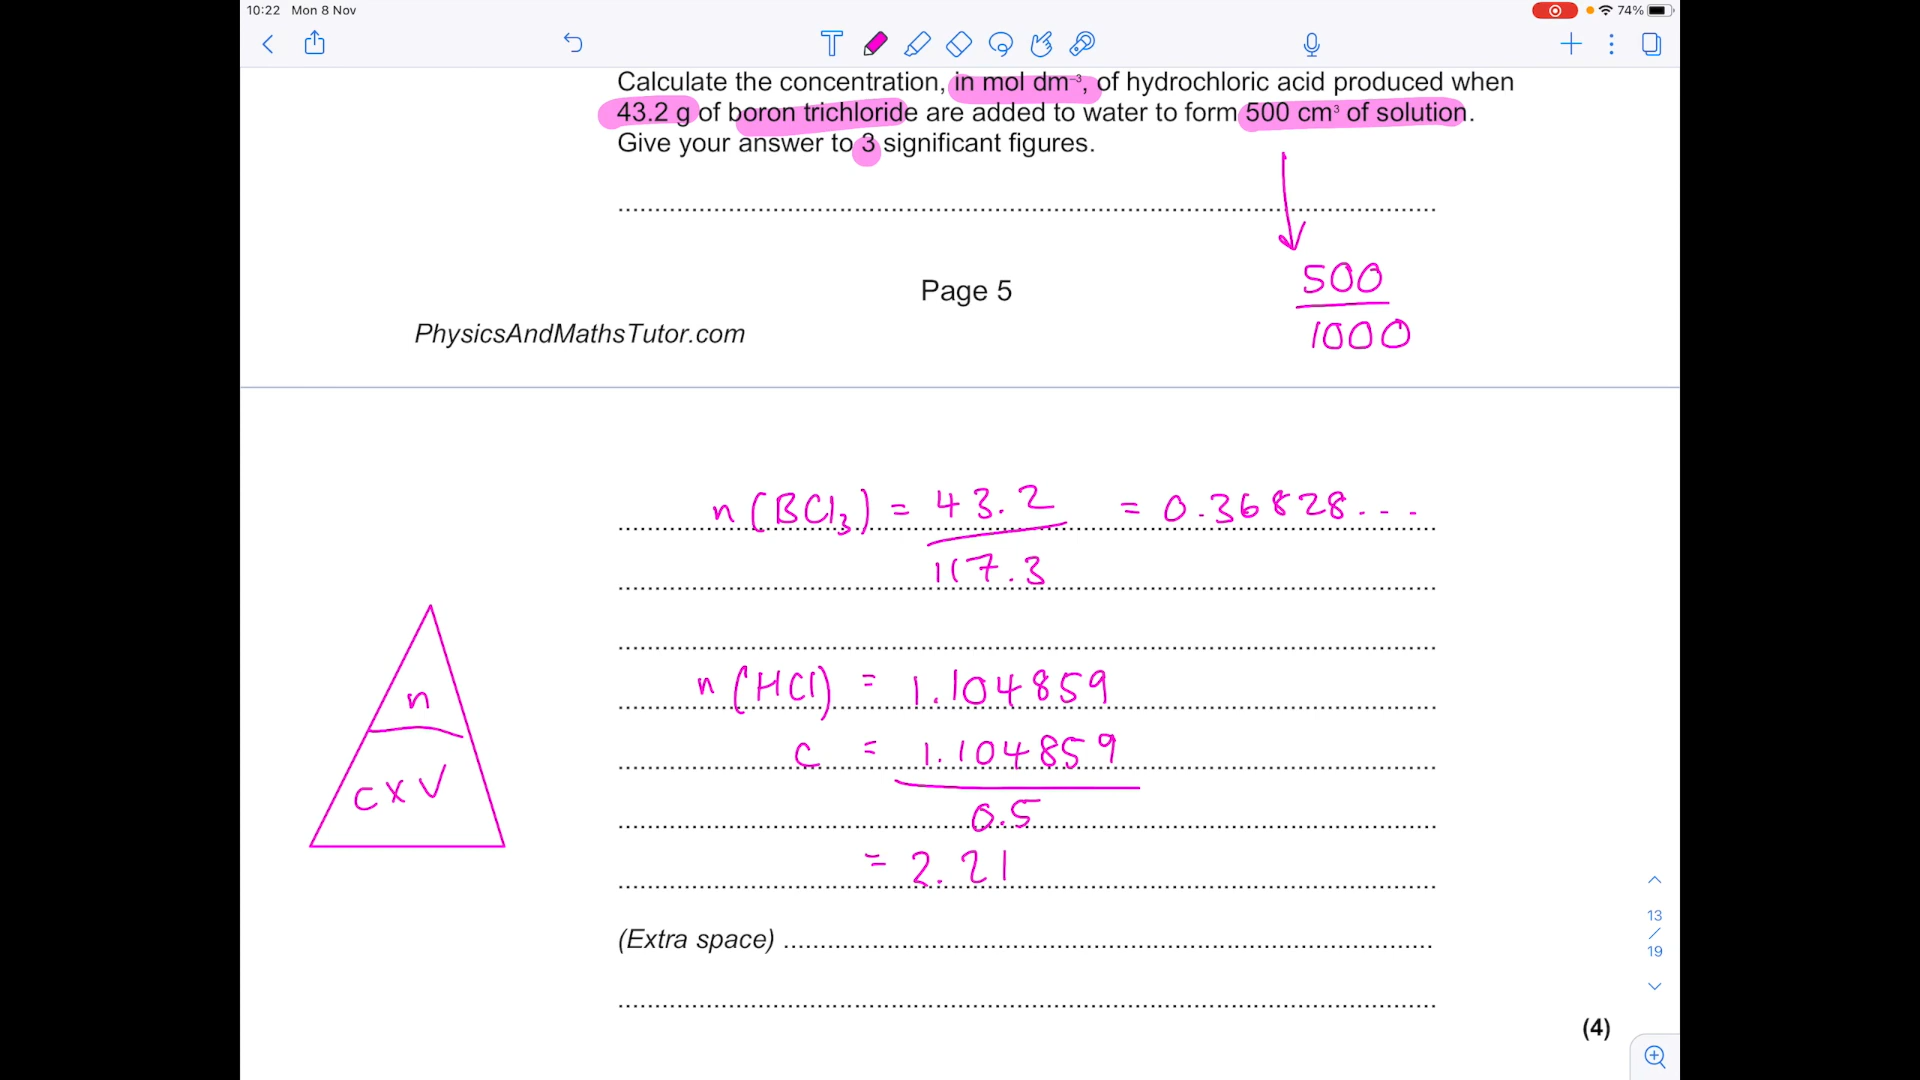 10:22 Mon 8 Nov
74%
Calculate the concentration, in mol dm⁻³, of hydrochloric acid produced when
43.2 g of boron trichloride are added to water to form 500 cm³ of solution.
Give your answer to 3 significant figures.
500
1000
Page 5
PhysicsAndMathsTutor.com
n (BCl₃) = 43.2 = 0.36828...
117.3
n (HCl) = 1.104859
c = 1.104859
0.5
= 2.21
n
c x V
(Extra space)
13
/
19
(4)